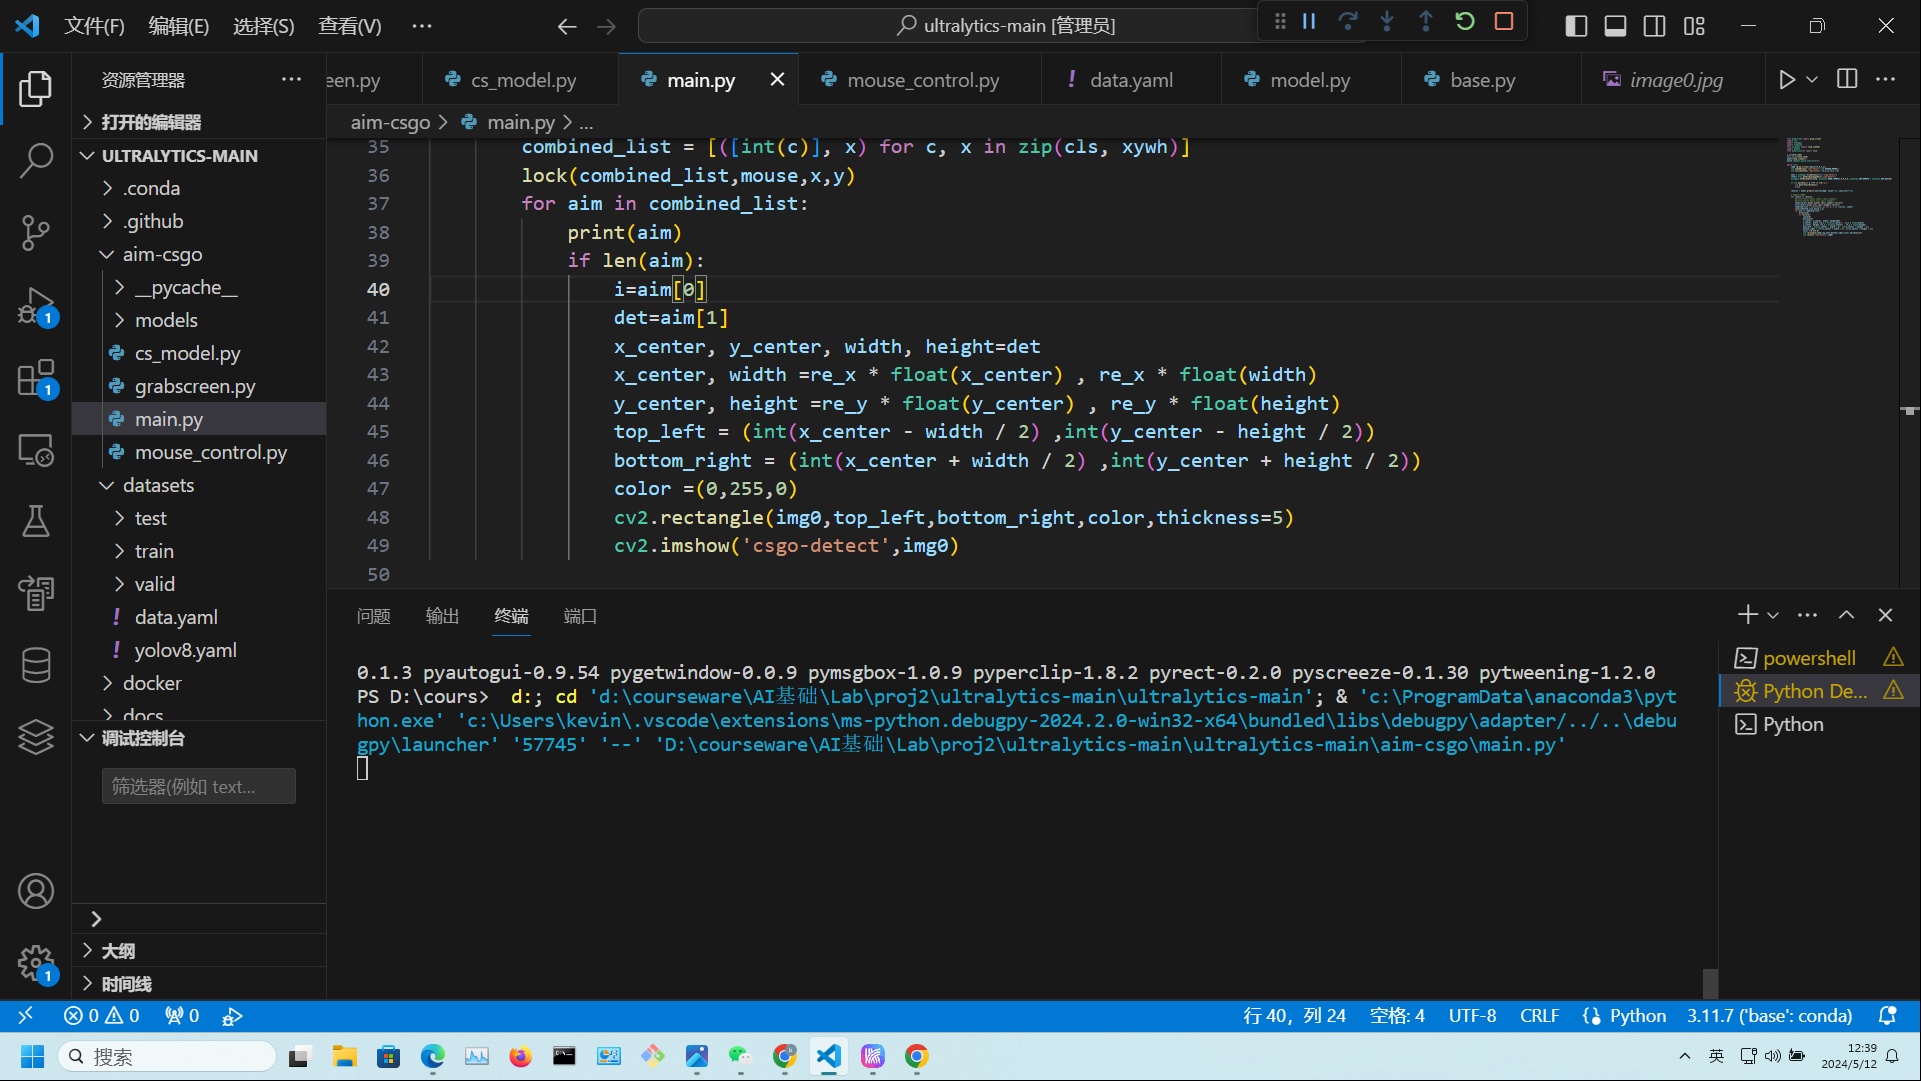 文件(F) 编辑(E) 选择(S) 查看(V) ···
ultralytics-main [管理员]
资源管理器 ···
een.py cs_model.py main.py mouse_control.py data.yaml model.py base.py image0.jpg
aim-csgo > main.py > ...
打开的编辑器
ULTRALYTICS-MAIN
.conda
.github
aim-csgo
__pycache__
models
cs_model.py
grabscreen.py
main.py
mouse_control.py
datasets
test
train
valid
data.yaml
yolov8.yaml
docker
docs
调试控制台
筛选器(例如 text...
大纲
时间线
35 combined_list = [([int(c)], x) for c, x in zip(cls, xywh)]
36 lock(combined_list,mouse,x,y)
37 for aim in combined_list:
38 print(aim)
39 if len(aim):
40 i=aim[0]
41 det=aim[1]
42 x_center, y_center, width, height=det
43 x_center, width =re_x * float(x_center) , re_x * float(width)
44 y_center, height =re_y * float(y_center) , re_y * float(height)
45 top_left = (int(x_center - width / 2) ,int(y_center - height / 2))
46 bottom_right = (int(x_center + width / 2) ,int(y_center + height / 2))
47 color =(0,255,0)
48 cv2.rectangle(img0,top_left,bottom_right,color,thickness=5)
49 cv2.imshow('csgo-detect',img0)
50
问题 输出 终端 端口
0.1.3 pyautogui-0.9.54 pygetwindow-0.0.9 pymsgbox-1.0.9 pyperclip-1.8.2 pyrect-0.2.0 pyscreeze-0.1.30 pytweening-1.2.0
PS D:\cours>  d:; cd 'd:\courseware\AI基础\Lab\proj2\ultralytics-main\ultralytics-main'; & 'c:\ProgramData\anaconda3\pyt
hon.exe' 'c:\Users\kevin\.vscode\extensions\ms-python.debugpy-2024.2.0-win32-x64\bundled\libs\debugpy\adapter/../..\debu
gpy\launcher' '57745' '--' 'D:\courseware\AI基础\Lab\proj2\ultralytics-main\ultralytics-main\aim-csgo\main.py'
powershell
Python De...
Python
1
1
1
0 0 0 行 40，列 24 空格: 4 UTF-8 CRLF Python 3.11.7 ('base': conda)
搜索 英 12:39
2024/5/12